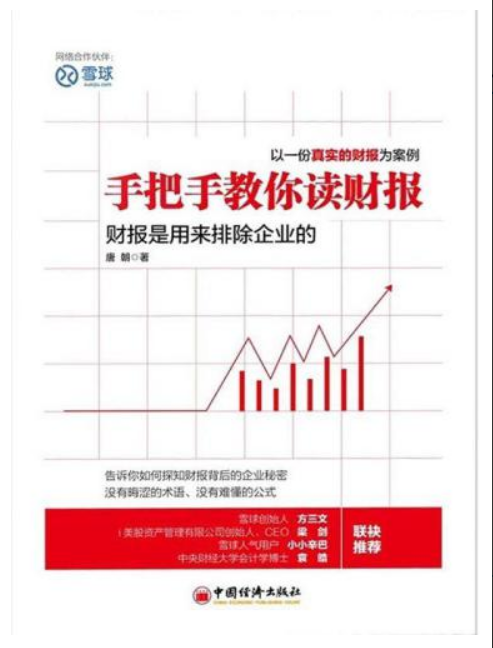 网络合作伙伴：
雪球
xueqiu.com
以一份真实的财报为案例
手把手教你读财报
财报是用来排除企业的
唐 朝◎著
告诉你如何探知财报背后的企业秘密
没有晦涩的术语、没有难懂的公式
雪球创始人 方三文
i美股资产管理有限公司创始人、CEO 梁 剑
雪球人气用户 小小辛巴
中央财经大学会计学博士 袁 皓
联袂
推荐
中国经济出版社